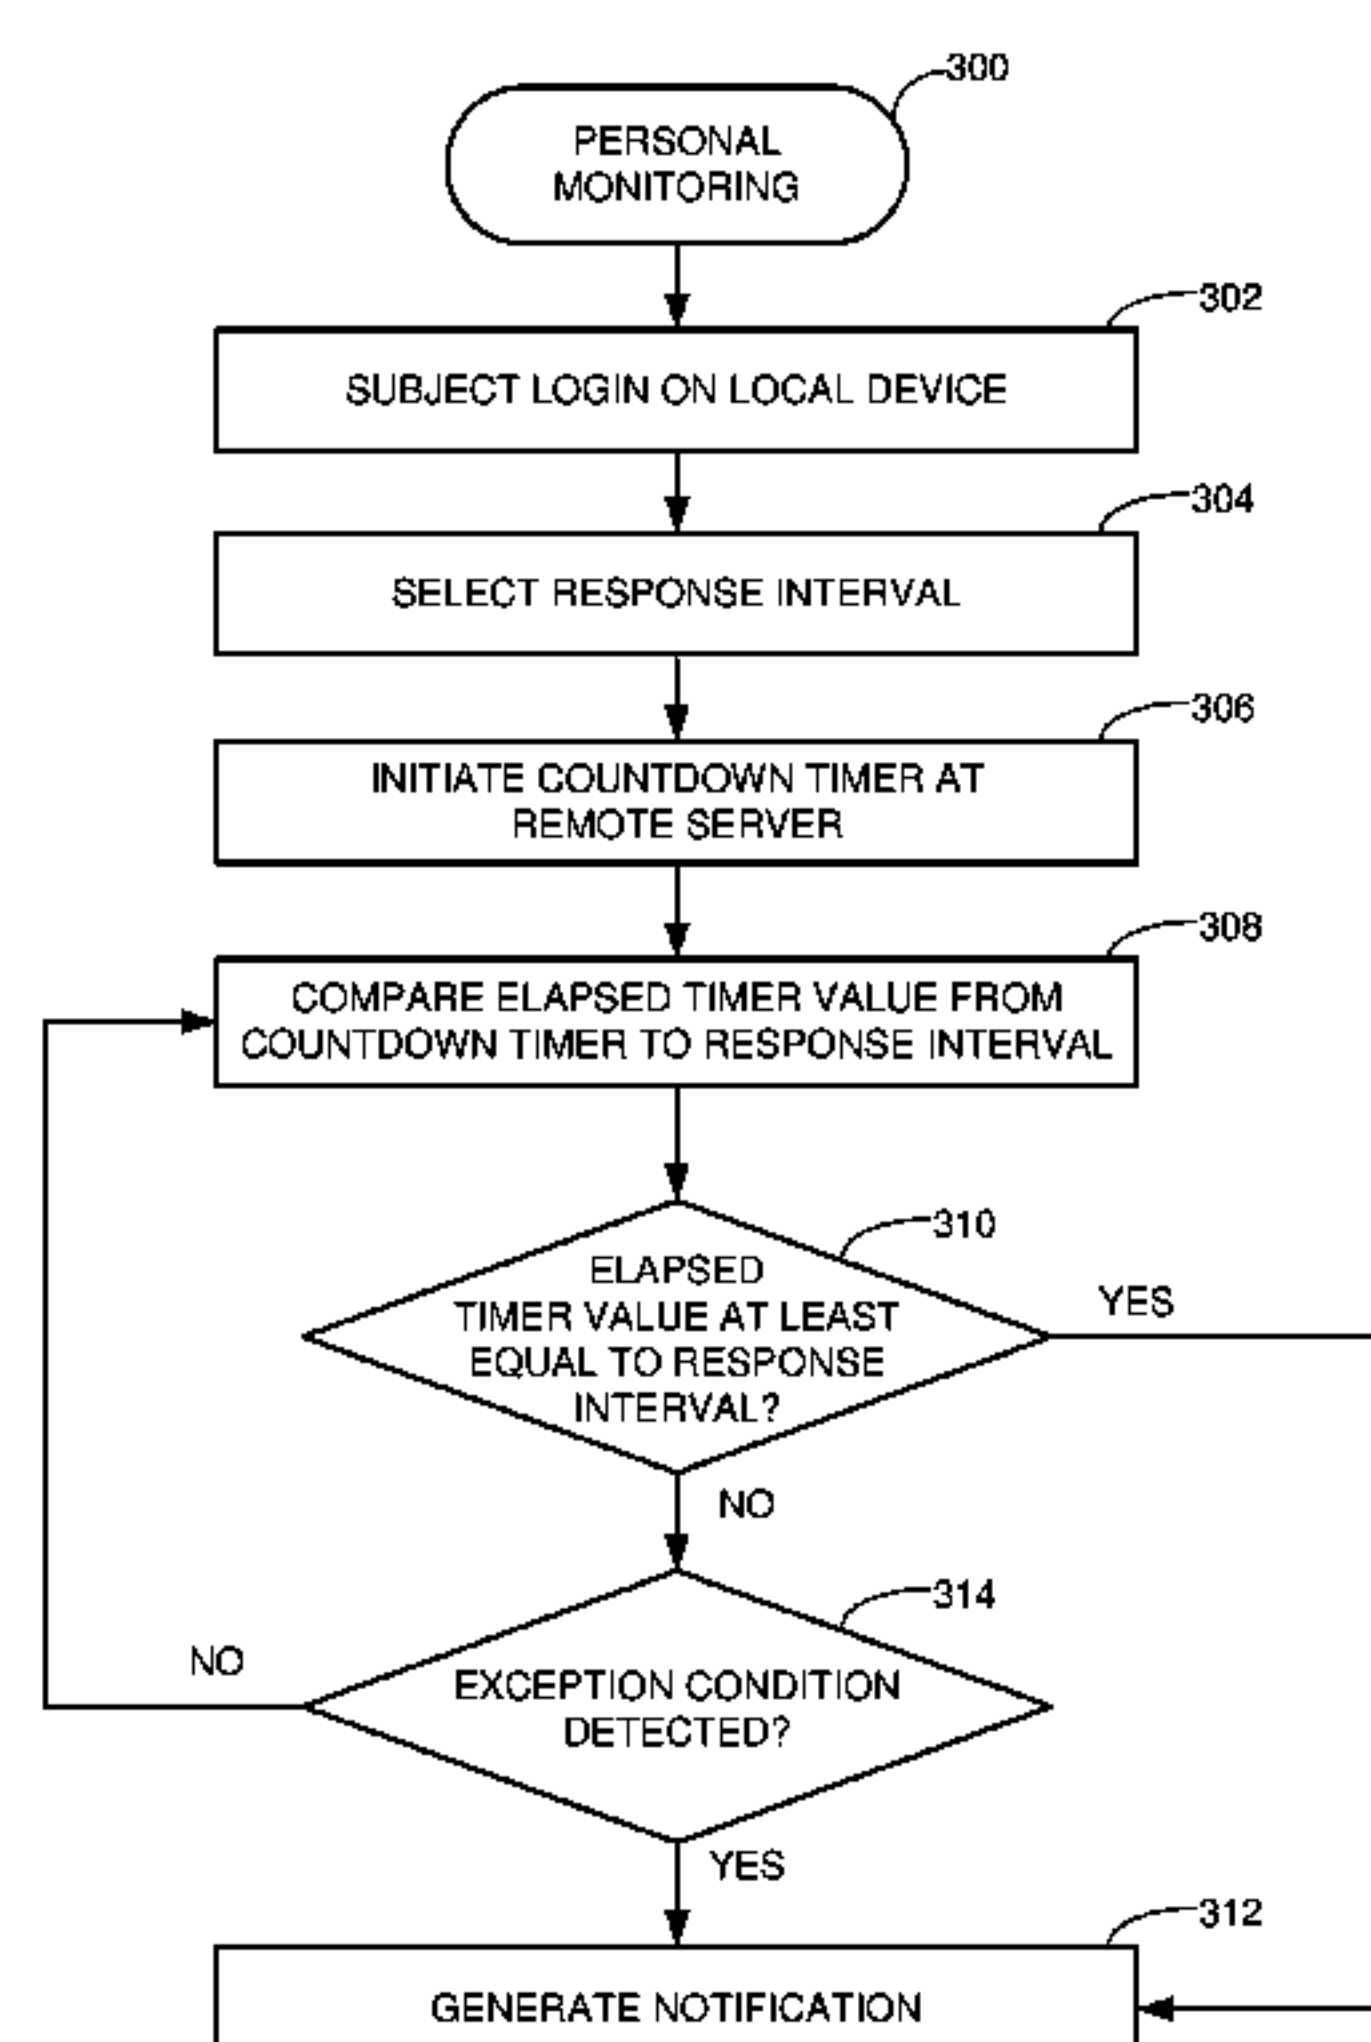 300
PERSONAL
MONITORING
302
SUBJECT LOGIN ON LOCAL DEVICE
304
SELECT RESPONSE INTERVAL
306
INITIATE COUNTDOWN TIMER AT
REMOTE SERVER
308
COMPARE ELAPSED TIMER VALUE FROM
COUNTDOWN TIMER TO RESPONSE INTERVAL
310
ELAPSED
TIMER VALUE AT LEAST
EQUAL TO RESPONSE
INTERVAL?
YES
NO
314
EXCEPTION CONDITION
DETECTED?
NO
YES
312
GENERATE NOTIFICATION